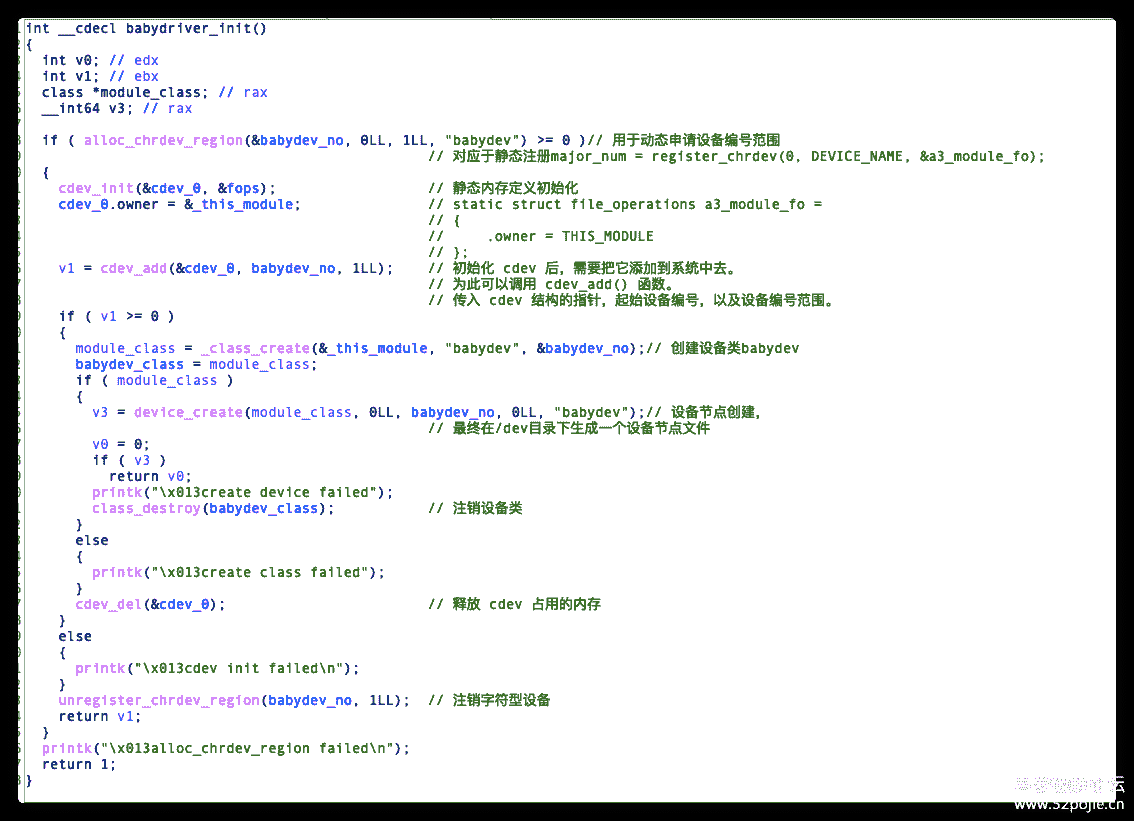 int __cdecl babydriver_init()
{
  int v0; // edx
  int v1; // ebx
  class *module_class; // rax
  __int64 v3; // rax

  if ( alloc_chrdev_region(&babydev_no, 0LL, 1LL, "babydev") >= 0 )// 用于动态申请设备编号范围
                                                // 对应于静态注册major_num = register_chrdev(0, DEVICE_NAME, &a3_module_fo);
  {
    cdev_init(&cdev_0, &fops);                  // 静态内存定义初始化
    cdev_0.owner = &_this_module;               // static struct file_operations a3_module_fo =
                                                // {
                                                //     .owner = THIS_MODULE
                                                // };
    v1 = cdev_add(&cdev_0, babydev_no, 1LL);    // 初始化 cdev 后，需要把它添加到系统中去。
                                                // 为此可以调用 cdev_add() 函数。
                                                // 传入 cdev 结构的指针，起始设备编号，以及设备编号范围。
    if ( v1 >= 0 )
    {
      module_class = _class_create(&_this_module, "babydev", &babydev_no);// 创建设备类babydev
      babydev_class = module_class;
      if ( module_class )
      {
        v3 = device_create(module_class, 0LL, babydev_no, 0LL, "babydev");// 设备节点创建，
                                                // 最终在/dev目录下生成一个设备节点文件
        v0 = 0;
        if ( v3 )
          return v0;
        printk("\x013create device failed");
        class_destroy(babydev_class);           // 注销设备类
      }
      else
      {
        printk("\x013create class failed");
      }
      cdev_del(&cdev_0);                        // 释放 cdev 占用的内存
    }
    else
    {
      printk("\x013cdev init failed\n");
    }
    unregister_chrdev_region(babydev_no, 1LL);  // 注销字符型设备
    return v1;
  }
  printk("\x013alloc_chrdev_region failed\n");
  return 1;
}
www.52pojie.cn